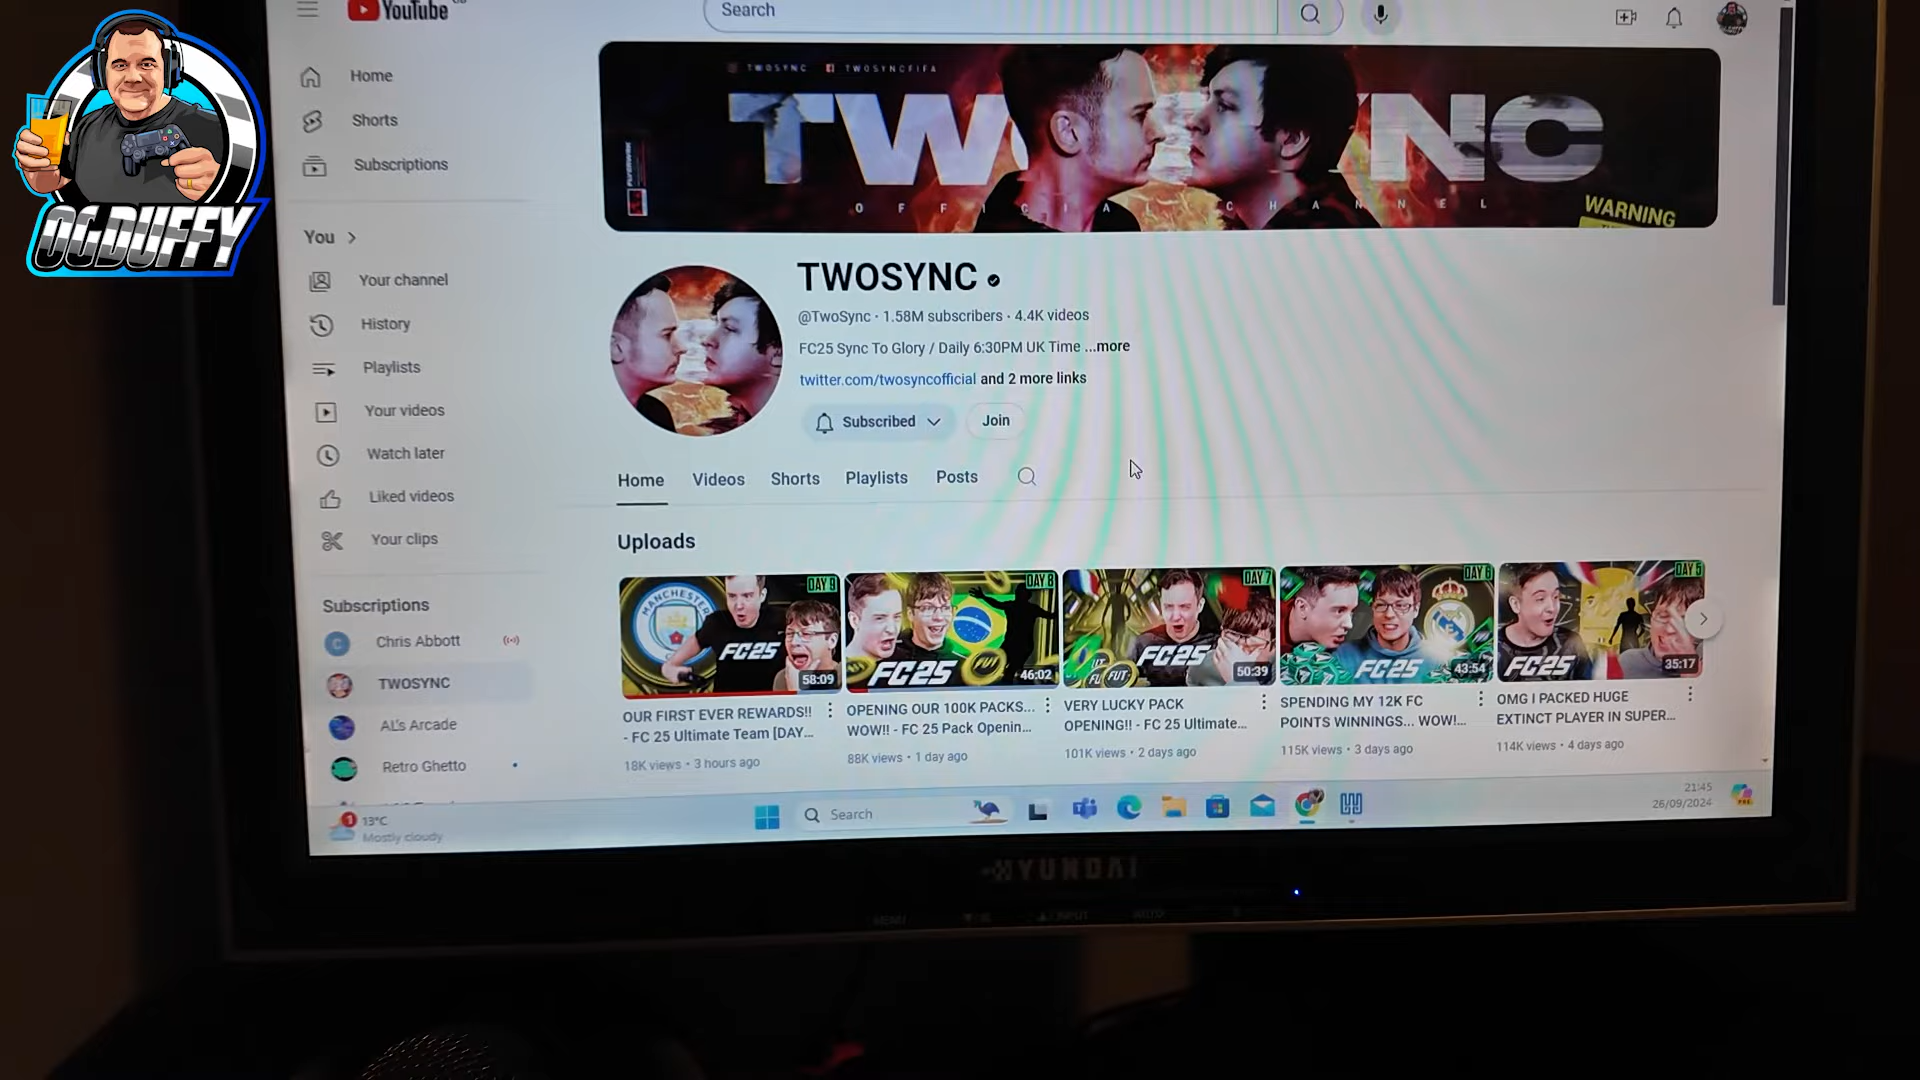 YouTube
Search
OGDUFFY
Home
Shorts
Subscriptions
You
Your channel
History
Playlists
Your videos
Watch later
Liked videos
Your clips
Subscriptions
Chris Abbott
TWOSYNC
AL's Arcade
Retro Ghetto
TWOSYNC TWOSYNCFIFA
WARNING
TWOSYNC
@TwoSync · 1.58M subscribers · 4.4K videos
FC25 Sync To Glory / Daily 6:30PM UK Time ...more
twitter.com/twosyncofficial and 2 more links
Subscribed
Join
Home Videos Shorts Playlists Posts
Uploads
DAY 9
MANCHESTER
FC25
58:09
OUR FIRST EVER REWARDS!!
- FC 25 Ultimate Team [DAY...
18K views • 3 hours ago
DAY 8
FC25
FUT
46:02
OPENING OUR 100K PACKS...
WOW!! - FC 25 Pack Openin...
88K views • 1 day ago
DAY 7
FC25
FUT
50:39
VERY LUCKY PACK
OPENING!! - FC 25 Ultimate...
101K views • 2 days ago
DAY 6
FC25
43:54
SPENDING MY 12K FC
POINTS WINNINGS... WOW!...
115K views • 3 days ago
DAY 5
FC25
35:17
OMG I PACKED HUGE
EXTINCT PLAYER IN SUPER...
114K views • 4 days ago
1
13°C
Mostly cloudy
Search
21:45
26/09/2024
HYUNDAI
MENU